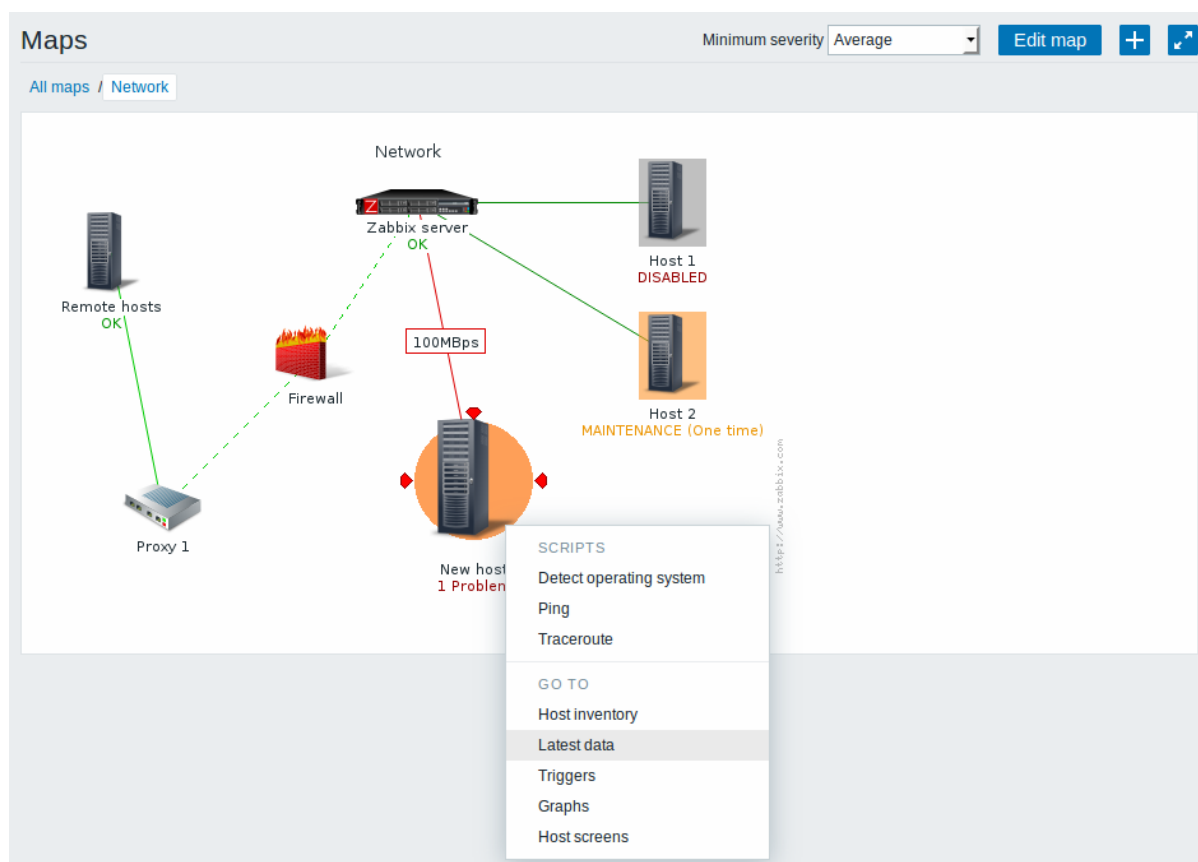 Maps
Minimum severity Average
Edit map
All maps / Network
Network
Z
Zabbix server
OK
Remote hosts
OK
Host 1
DISABLED
100MBps
Firewall
Host 2
MAINTENANCE (One time)
http://www.zabbix.com
Proxy 1
New host
1 Problem
SCRIPTS
Detect operating system
Ping
Traceroute
GO TO
Host inventory
Latest data
Triggers
Graphs
Host screens